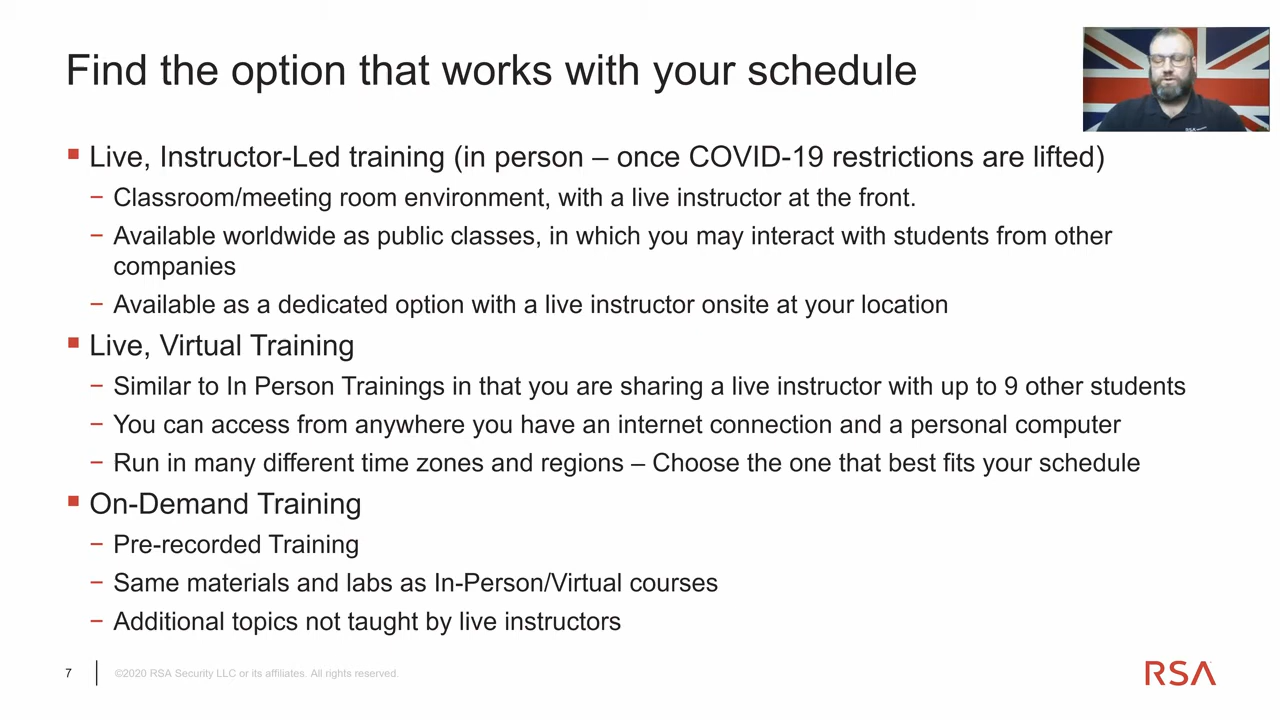 Find the option that works with your schedule
▪ Live, Instructor-Led training (in person – once COVID-19 restrictions are lifted)
− Classroom/meeting room environment, with a live instructor at the front.
− Available worldwide as public classes, in which you may interact with students from other
companies
− Available as a dedicated option with a live instructor onsite at your location
▪ Live, Virtual Training
− Similar to In Person Trainings in that you are sharing a live instructor with up to 9 other students
− You can access from anywhere you have an internet connection and a personal computer
− Run in many different time zones and regions – Choose the one that best fits your schedule
▪ On-Demand Training
− Pre-recorded Training
− Same materials and labs as In-Person/Virtual courses
− Additional topics not taught by live instructors
7
©2020 RSA Security LLC or its affiliates. All rights reserved.
RSA